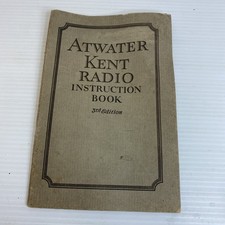 ATWATER
KENT
RADIO
INSTRUCTION
BOOK
3rd Edition